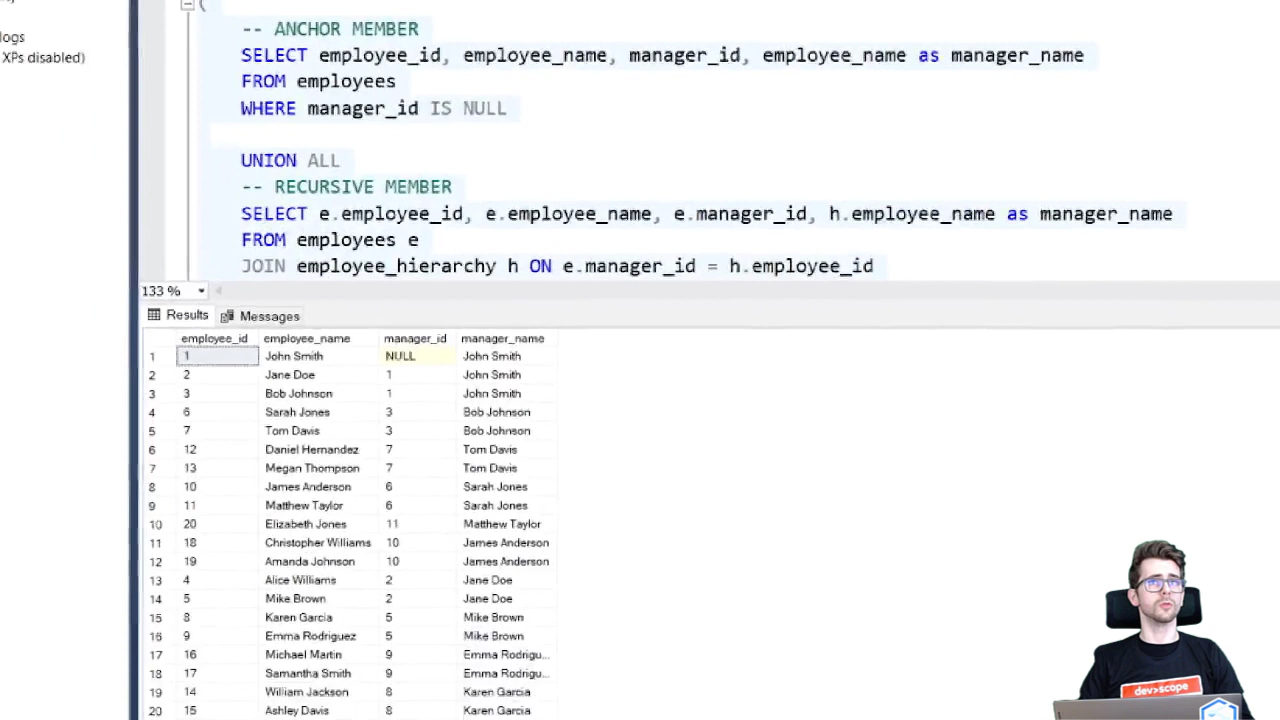 logs
XPs disabled)
(
-- ANCHOR MEMBER
SELECT employee_id, employee_name, manager_id, employee_name as manager_name
FROM employees
WHERE manager_id IS NULL
UNION ALL
-- RECURSIVE MEMBER
SELECT e.employee_id, e.employee_name, e.manager_id, h.employee_name as manager_name
FROM employees e
JOIN employee_hierarchy h ON e.manager_id = h.employee_id
133 %
Results Messages
employee_id employee_name manager_id manager_name
1 1 John Smith NULL John Smith
2 2 Jane Doe 1 John Smith
3 3 Bob Johnson 1 John Smith
4 6 Sarah Jones 3 Bob Johnson
5 7 Tom Davis 3 Bob Johnson
6 12 Daniel Hernandez 7 Tom Davis
7 13 Megan Thompson 7 Tom Davis
8 10 James Anderson 6 Sarah Jones
9 11 Matthew Taylor 6 Sarah Jones
10 20 Elizabeth Jones 11 Matthew Taylor
11 18 Christopher Williams 10 James Anderson
12 19 Amanda Johnson 10 James Anderson
13 4 Alice Williams 2 Jane Doe
14 5 Mike Brown 2 Jane Doe
15 8 Karen Garcia 5 Mike Brown
16 9 Emma Rodriguez 5 Mike Brown
17 16 Michael Martin 9 Emma Rodrigu...
18 17 Samantha Smith 9 Emma Rodrigu...
19 14 William Jackson 8 Karen Garcia
20 15 Ashley Davis 8 Karen Garcia
dev>scope